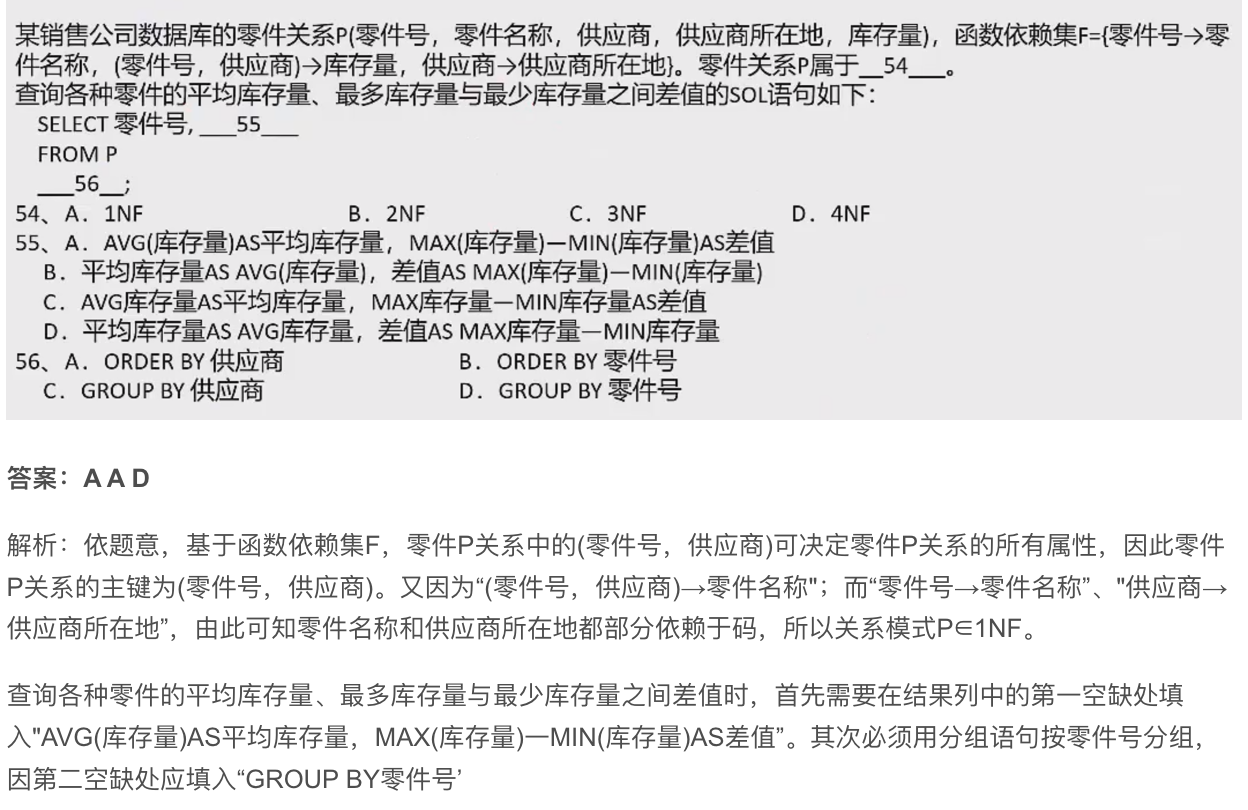 某销售公司数据库的零件关系P(零件号，零件名称，供应商，供应商所在地，库存量)，函数依赖集F={零件号→零
件名称，(零件号，供应商)→库存量，供应商→供应商所在地}。零件关系P属于__54___。
查询各种零件的平均库存量、最多库存量与最少库存量之间差值的SOL语句如下：
SELECT 零件号, ___55___
FROM P
___56__;
54、A．1NF B．2NF C．3NF D．4NF
55、A．AVG(库存量)AS平均库存量，MAX(库存量)—MIN(库存量)AS差值
B．平均库存量AS AVG(库存量)，差值AS MAX(库存量)—MIN(库存量)
C．AVG库存量AS平均库存量，MAX库存量—MIN库存量AS差值
D．平均库存量AS AVG库存量，差值AS MAX库存量—MIN库存量
56、A．ORDER BY 供应商 B．ORDER BY 零件号
C．GROUP BY 供应商 D．GROUP BY 零件号
答案：A A D
解析：依题意，基于函数依赖集F，零件P关系中的(零件号，供应商)可决定零件P关系的所有属性，因此零件
P关系的主键为(零件号，供应商)。又因为“(零件号，供应商)→零件名称"；而“零件号→零件名称”、"供应商→
供应商所在地”，由此可知零件名称和供应商所在地都部分依赖于码，所以关系模式P∈1NF。
查询各种零件的平均库存量、最多库存量与最少库存量之间差值时，首先需要在结果列中的第一空缺处填
入"AVG(库存量)AS平均库存量，MAX(库存量)一MIN(库存量)AS差值”。其次必须用分组语句按零件号分组，
因第二空缺处应填入“GROUP BY零件号’